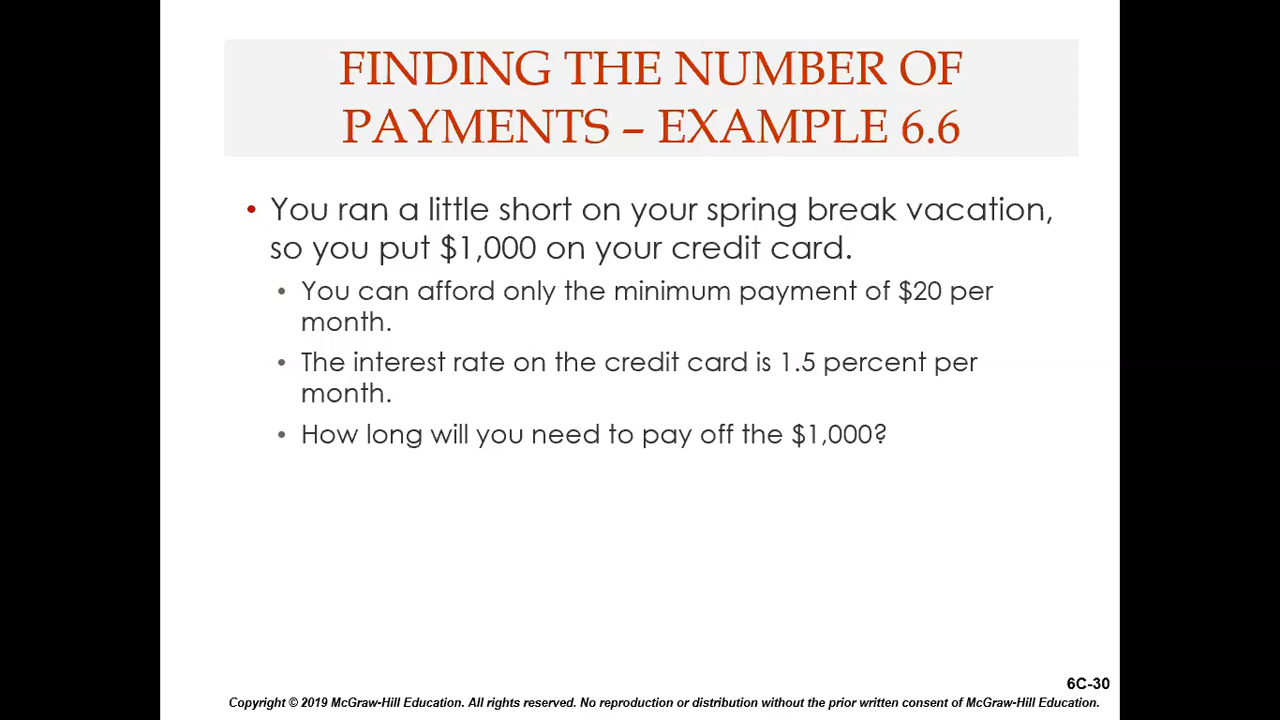 FINDING THE NUMBER OF
PAYMENTS – EXAMPLE 6.6
• You ran a little short on your spring break vacation,
so you put $1,000 on your credit card.
• You can afford only the minimum payment of $20 per
month.
• The interest rate on the credit card is 1.5 percent per
month.
• How long will you need to pay off the $1,000?
6C-30
Copyright © 2019 McGraw-Hill Education. All rights reserved. No reproduction or distribution without the prior written consent of McGraw-Hill Education.